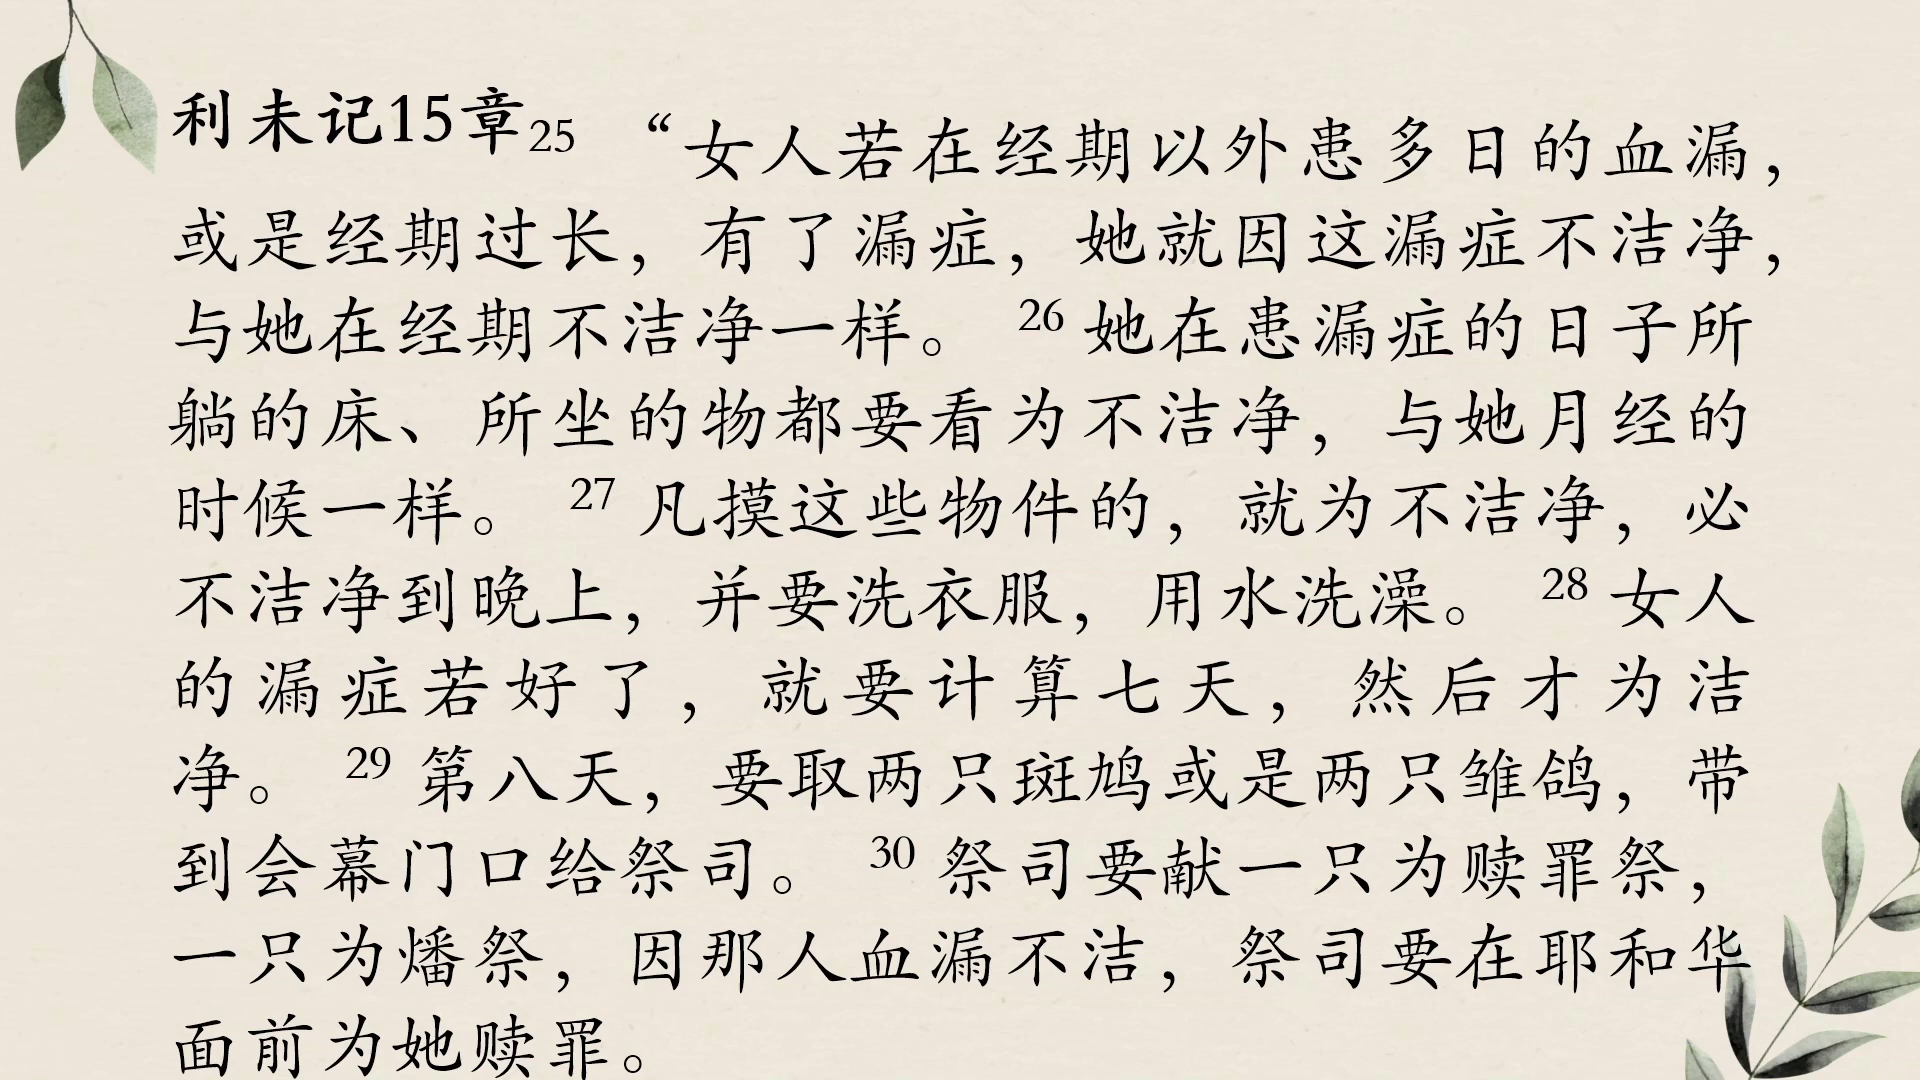 利未记15章25 “女人若在经期以外患多日的血漏，
或是经期过长，有了漏症，她就因这漏症不洁净，
与她在经期不洁净一样。 26 她在患漏症的日子所
躺的床、所坐的物都要看为不洁净，与她月经的
时候一样。 27 凡摸这些物件的，就为不洁净，必
不洁净到晚上，并要洗衣服，用水洗澡。 28 女人
的漏症若好了，就要计算七天，然后才为洁
净。 29 第八天，要取两只斑鸠或是两只雏鸽，带
到会幕门口给祭司。 30 祭司要献一只为赎罪祭，
一只为燔祭，因那人血漏不洁，祭司要在耶和华
面前为她赎罪。